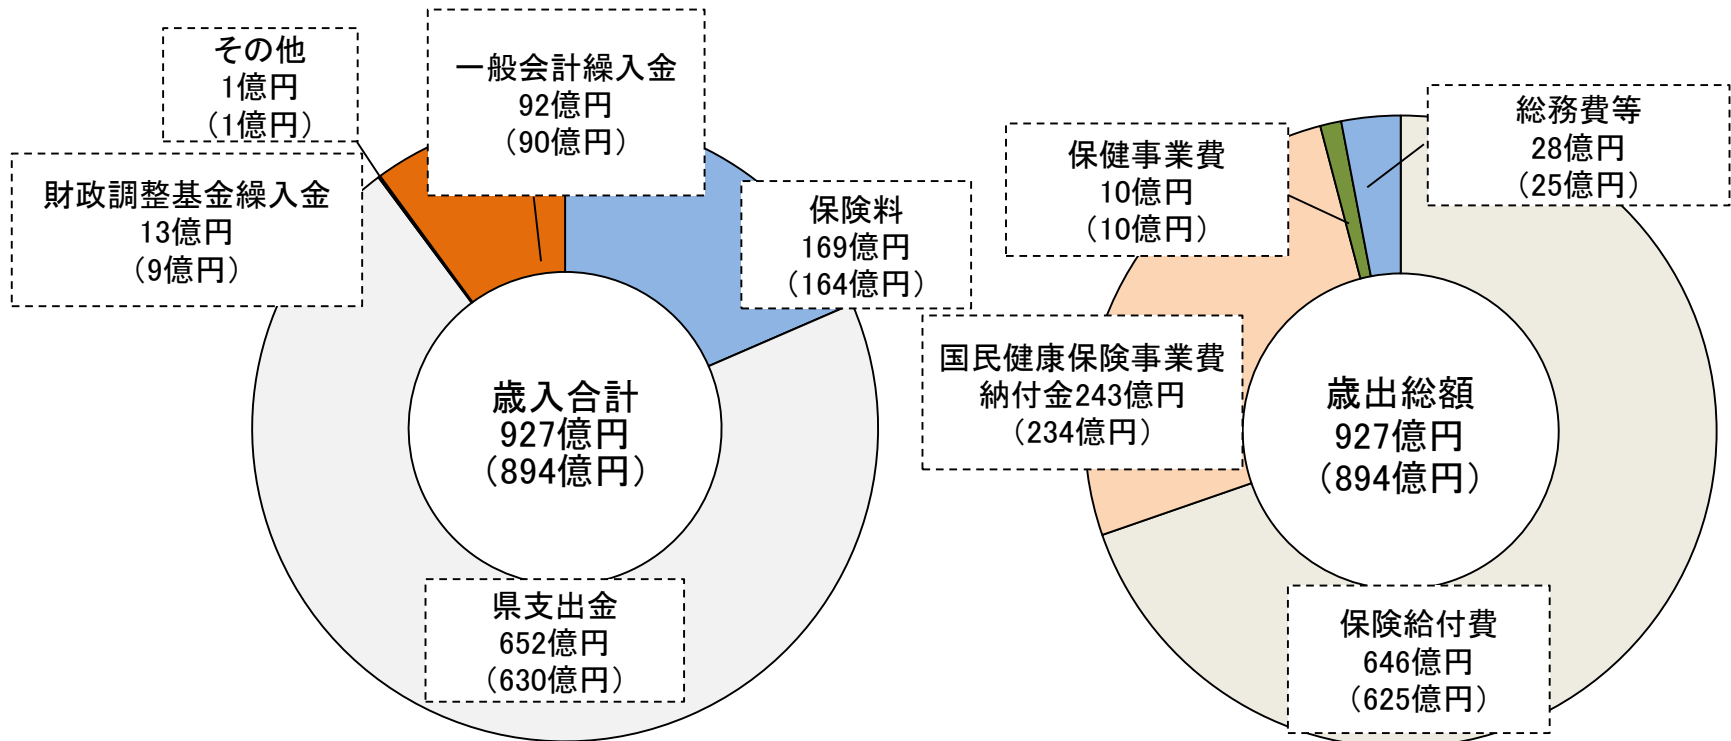 その他
1億円
(1億円)
一般会計繰入金
92億円
(90億円)
財政調整基金繰入金
13億円
(9億円)
保険料
169億円
(164億円)
歳入合計
927億円
(894億円)
県支出金
652億円
(630億円)
総務費等
28億円
(25億円)
保健事業費
10億円
(10億円)
国民健康保険事業費
納付金243億円
(234億円)
歳出総額
927億円
(894億円)
保険給付費
646億円
(625億円)